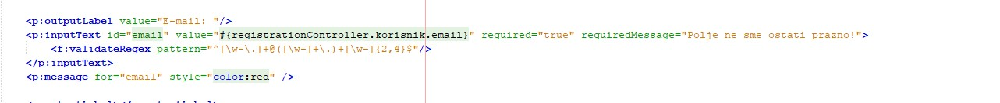 <p:outputLabel value="E-mail: "/>
<p:inputText id="email" value="#{registrationController.korisnik.email}" required="true" requiredMessage="Polje ne sme ostati prazno!">
<f:validateRegex pattern="^[\w-\.]+@([\w-]+\.)+[\w-]{2,4}$"/>
</p:inputText>
<p:message for="email" style="color:red" />